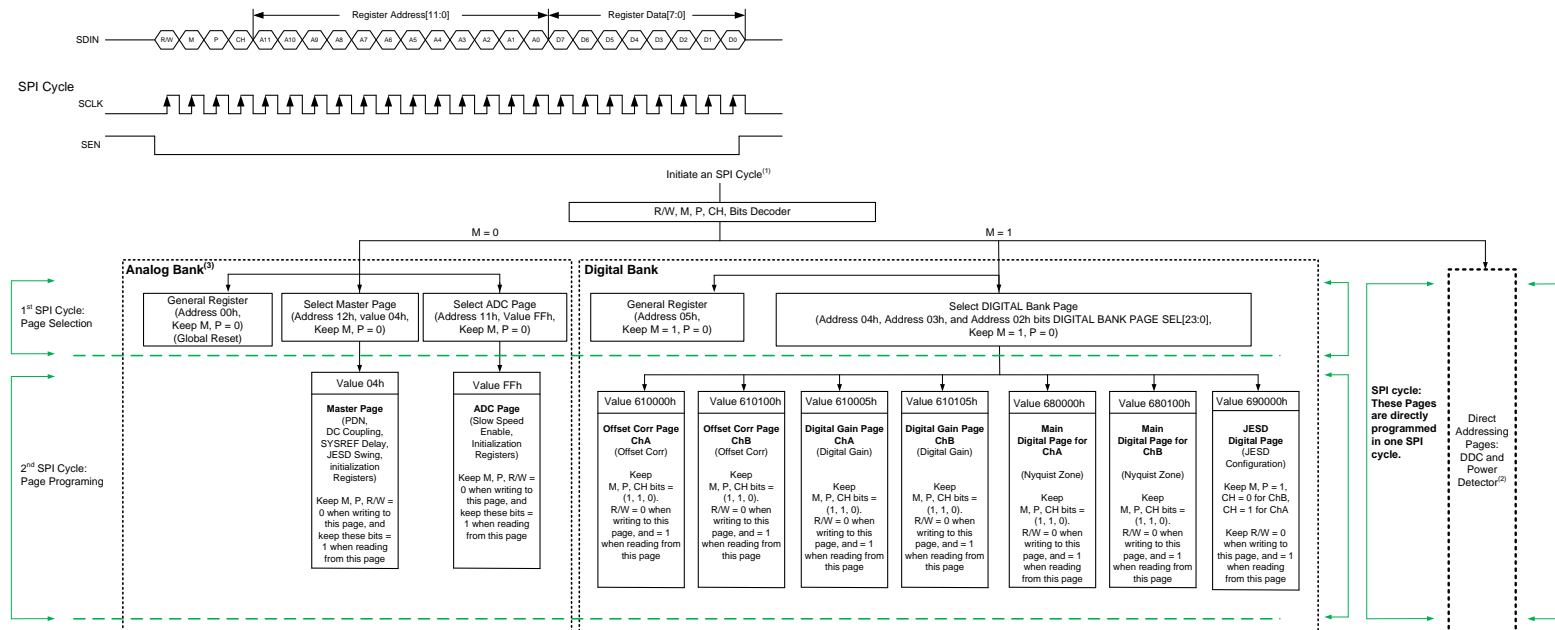 Register Address[11:0]
Register Data[7:0]
SDIN
R/W
M
P
CH
A11
A10
A9
A8
A7
A6
A5
A4
A3
A2
A1
A0
D7
D6
D5
D4
D3
D2
D1
D0
SPI Cycle
SCLK
SEN
Initiate an SPI Cycle(1)
R/W, M, P, CH, Bits Decoder
M = 0
M = 1
Analog Bank(3)
Digital Bank
1st SPI Cycle:
Page Selection
General Register
(Address 00h,
Keep M, P = 0)
(Global Reset)
Select Master Page
(Address 12h, value 04h,
Keep M, P = 0)
Select ADC Page
(Address 11h, Value FFh,
Keep M, P = 0)
General Register
(Address 05h,
Keep M = 1, P = 0)
Select DIGITAL Bank Page
(Address 04h, Address 03h, and Address 02h bits DIGITAL BANK PAGE SEL[23:0],
Keep M = 1, P = 0)
2nd SPI Cycle:
Page Programing
Value 04h
Master Page
(PDN,
DC Coupling,
SYSREF Delay,
JESD Swing,
initialization
Registers)
Keep M, P, R/W =
0 when writing to
this page, and
keep these bits =
1 when reading
from this page
Value FFh
ADC Page
(Slow Speed
Enable,
Initialization
Registers)
Keep M, P, R/W =
0 when writing to
this page, and
keep these bits =
1 when reading
from this page
Value 610000h
Offset Corr Page
ChA
(Offset Corr)
Keep
M, P, CH bits =
(1, 1, 0).
R/W = 0 when
writing to this
page, and = 1
when reading from
this page
Value 610100h
Offset Corr Page
ChB
(Offset Corr)
Keep
M, P, CH bits =
(1, 1, 0).
R/W = 0 when
writing to this
page, and = 1
when reading from
this page
Value 610005h
Digital Gain Page
ChA
(Digital Gain)
Keep
M, P, CH bits =
(1, 1, 0).
R/W = 0 when
writing to this
page, and = 1
when reading from
this page
Value 610105h
Digital Gain Page
ChB
(Digital Gain)
Keep
M, P, CH bits =
(1, 1, 0).
R/W = 0 when
writing to this
page, and = 1
when reading from
this page
Value 680000h
Main
Digital Page for
ChA
(Nyquist Zone)
Keep
M, P, CH bits =
(1, 1, 0).
R/W = 0 when
writing to this
page, and = 1
when reading
from this page
Value 680100h
Main
Digital Page for
ChB
(Nyquist Zone)
Keep
M, P, CH bits =
(1, 1, 0).
R/W = 0 when
writing to this
page, and = 1
when reading
from this page
Value 690000h
JESD
Digital Page
(JESD
Configuration)
Keep M, P = 1,
CH = 0 for ChB,
CH = 1 for ChA
Keep R/W = 0
when writing to
this page, and = 1
when reading from
this page
SPI cycle:
These Pages
are directly
programmed
in one SPI
cycle.
Direct
Addressing
Pages:
DDC and
Power
Detector(2)